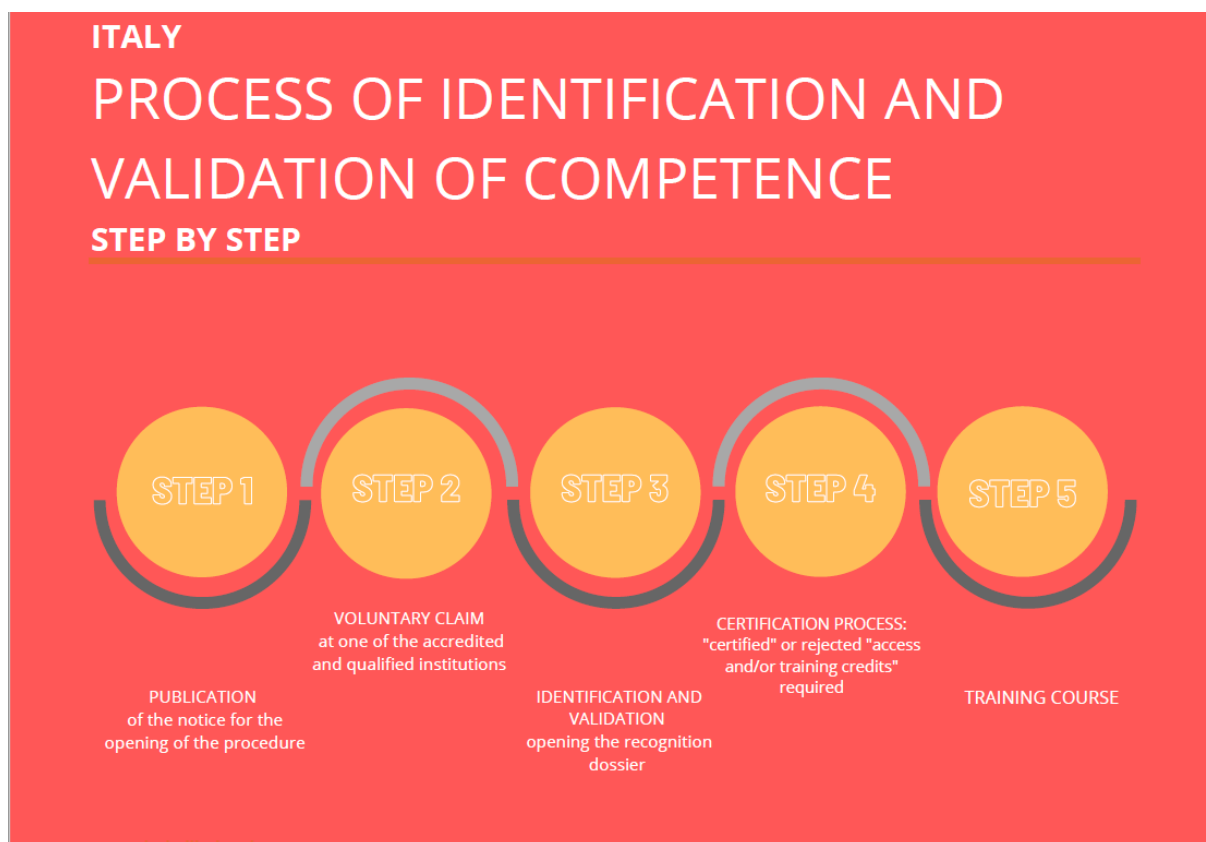 ITALY
PROCESS OF IDENTIFICATION AND
VALIDATION OF COMPETENCE
STEP BY STEP
STEP 1
STEP 2
STEP 3
STEP 4
STEP 5
PUBLICATION
of the notice for the
opening of the procedure
VOLUNTARY CLAIM
at one of the accredited
and qualified institutions
IDENTIFICATION AND
VALIDATION
opening the recognition
dossier
CERTIFICATION PROCESS:
"certified" or rejected "access
and/or training credits"
required
TRAINING COURSE